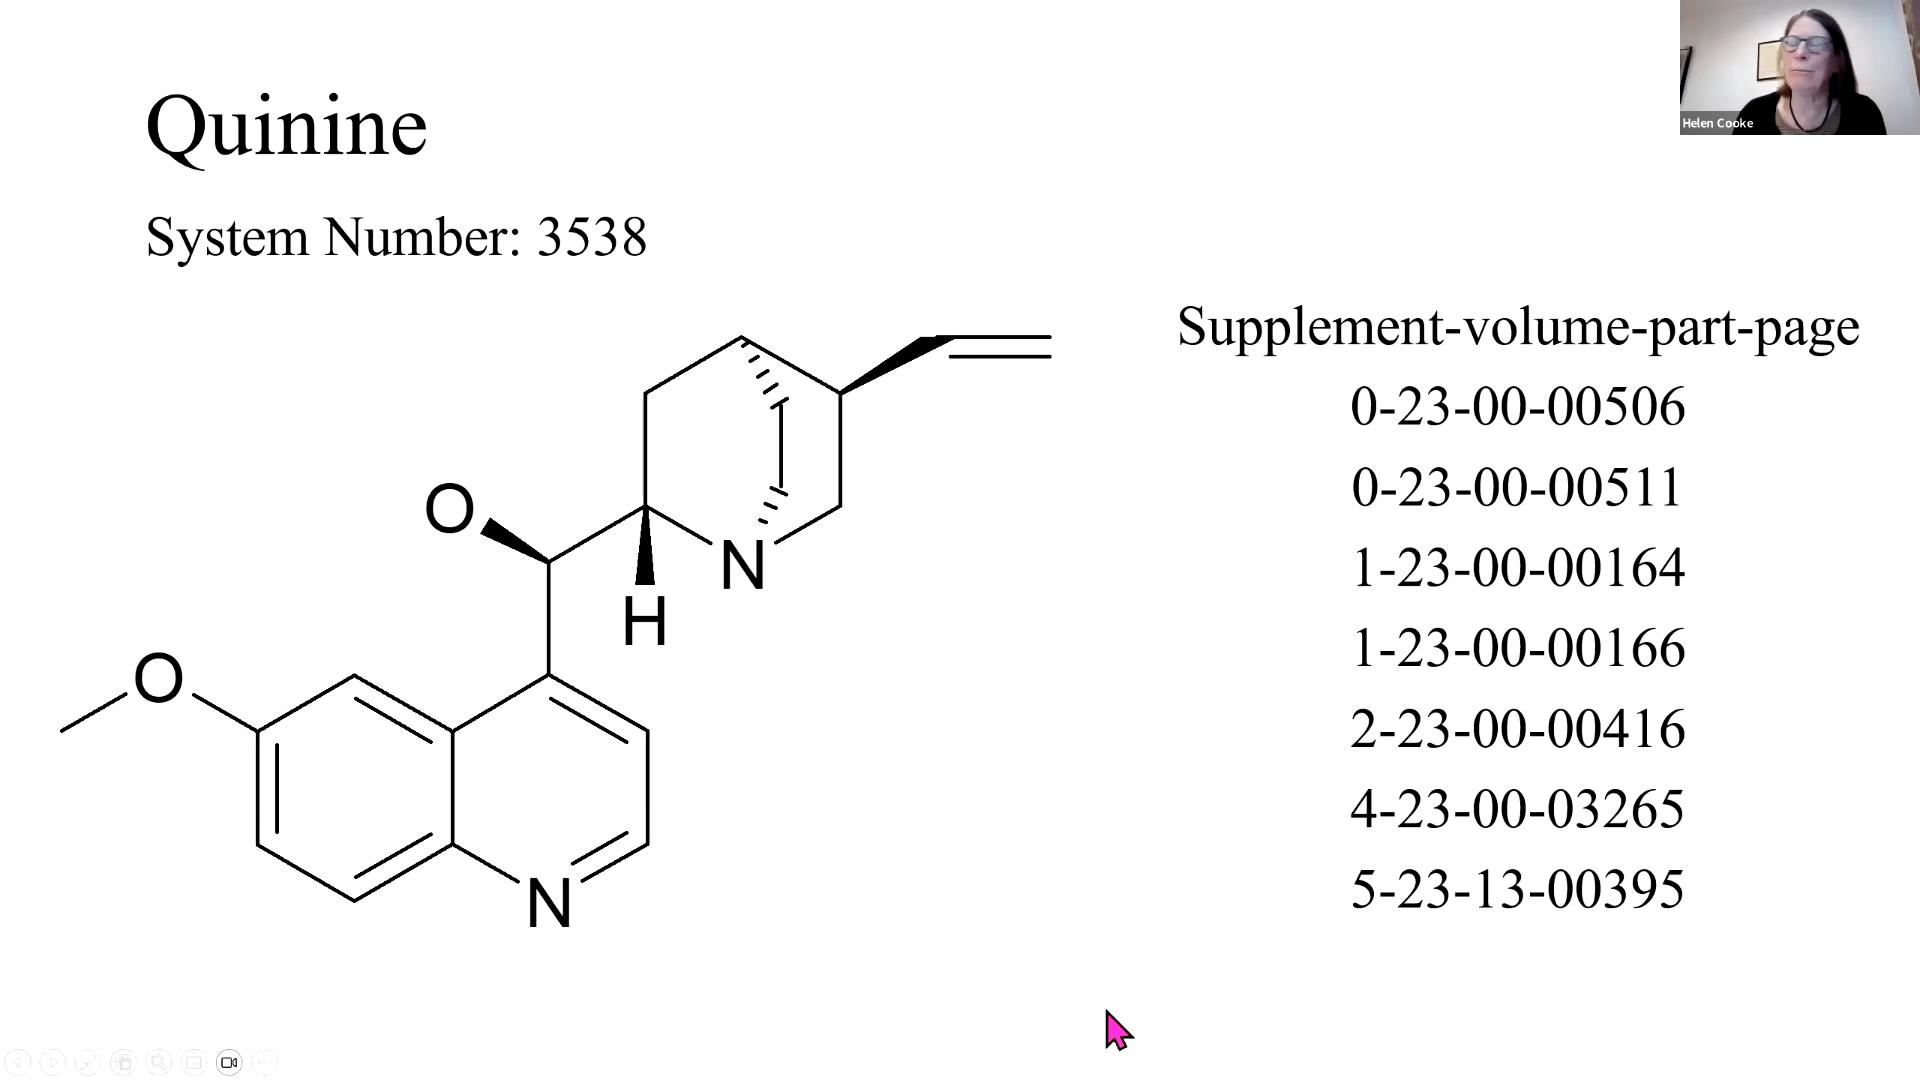 Quinine
System Number: 3538
Helen Cooke
Supplement-volume-part-page
0-23-00-00506
0-23-00-00511
1-23-00-00164
1-23-00-00166
2-23-00-00416
4-23-00-03265
5-23-13-00395
O
N
H
O
N